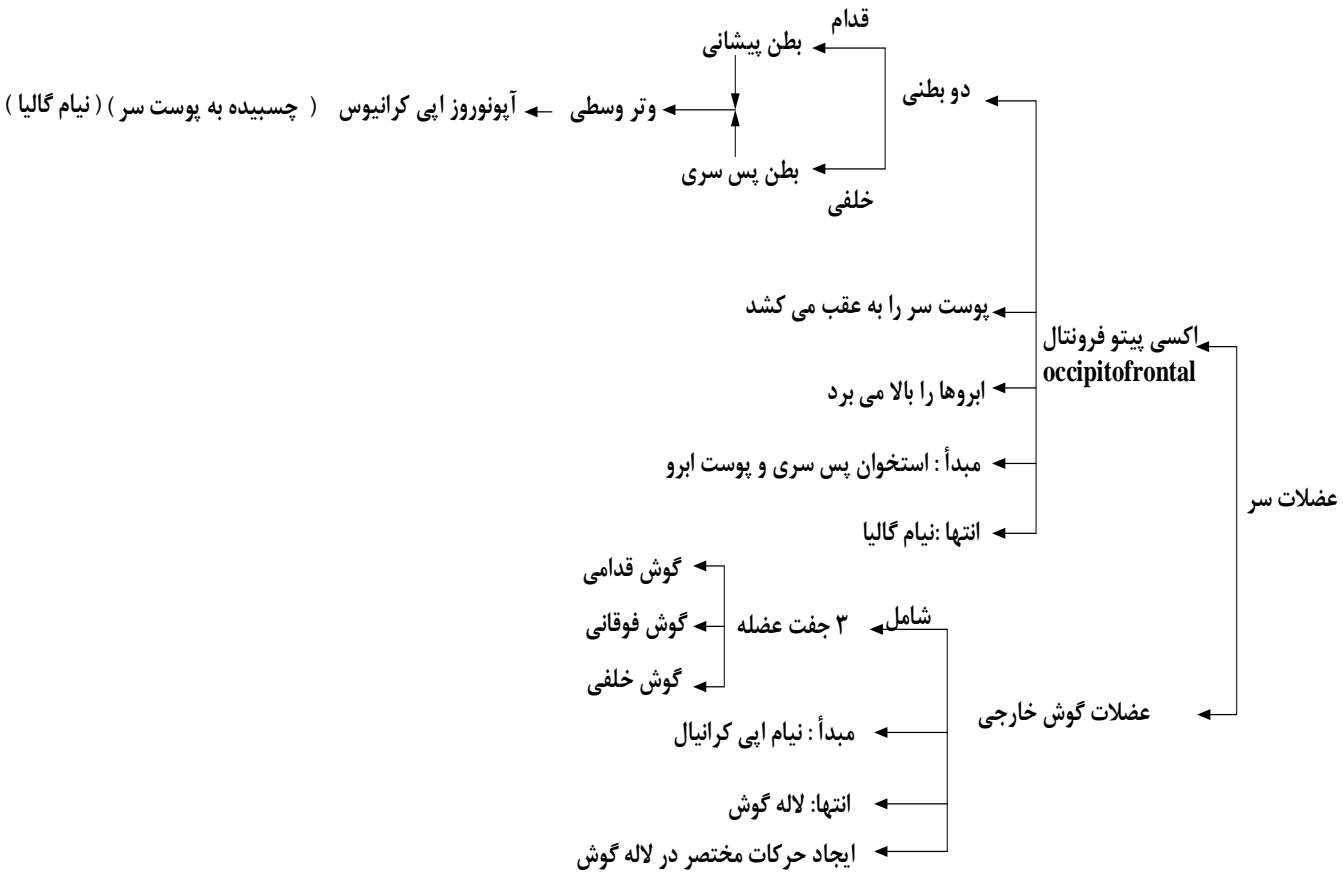 عضلات سر
اکسی پیتو فرونتال
occipitofrontal
دو بطنی
قدام
بطن پیشانی
بطن پس سری
خلفی
وتر وسطی
آپونوروز اپی کرانیوس ( چسبیده به پوست سر ) ( نیام گالیا )
پوست سر را به عقب می کشد
ابروها را بالا می برد
مبدأ : استخوان پس سری و پوست ابرو
انتها :نیام گالیا
عضلات گوش خارجی
شامل
۳ جفت عضله
گوش قدامی
گوش فوقانی
گوش خلفی
مبدأ : نیام اپی کرانیال
انتها: لاله گوش
ایجاد حرکات مختصر در لاله گوش